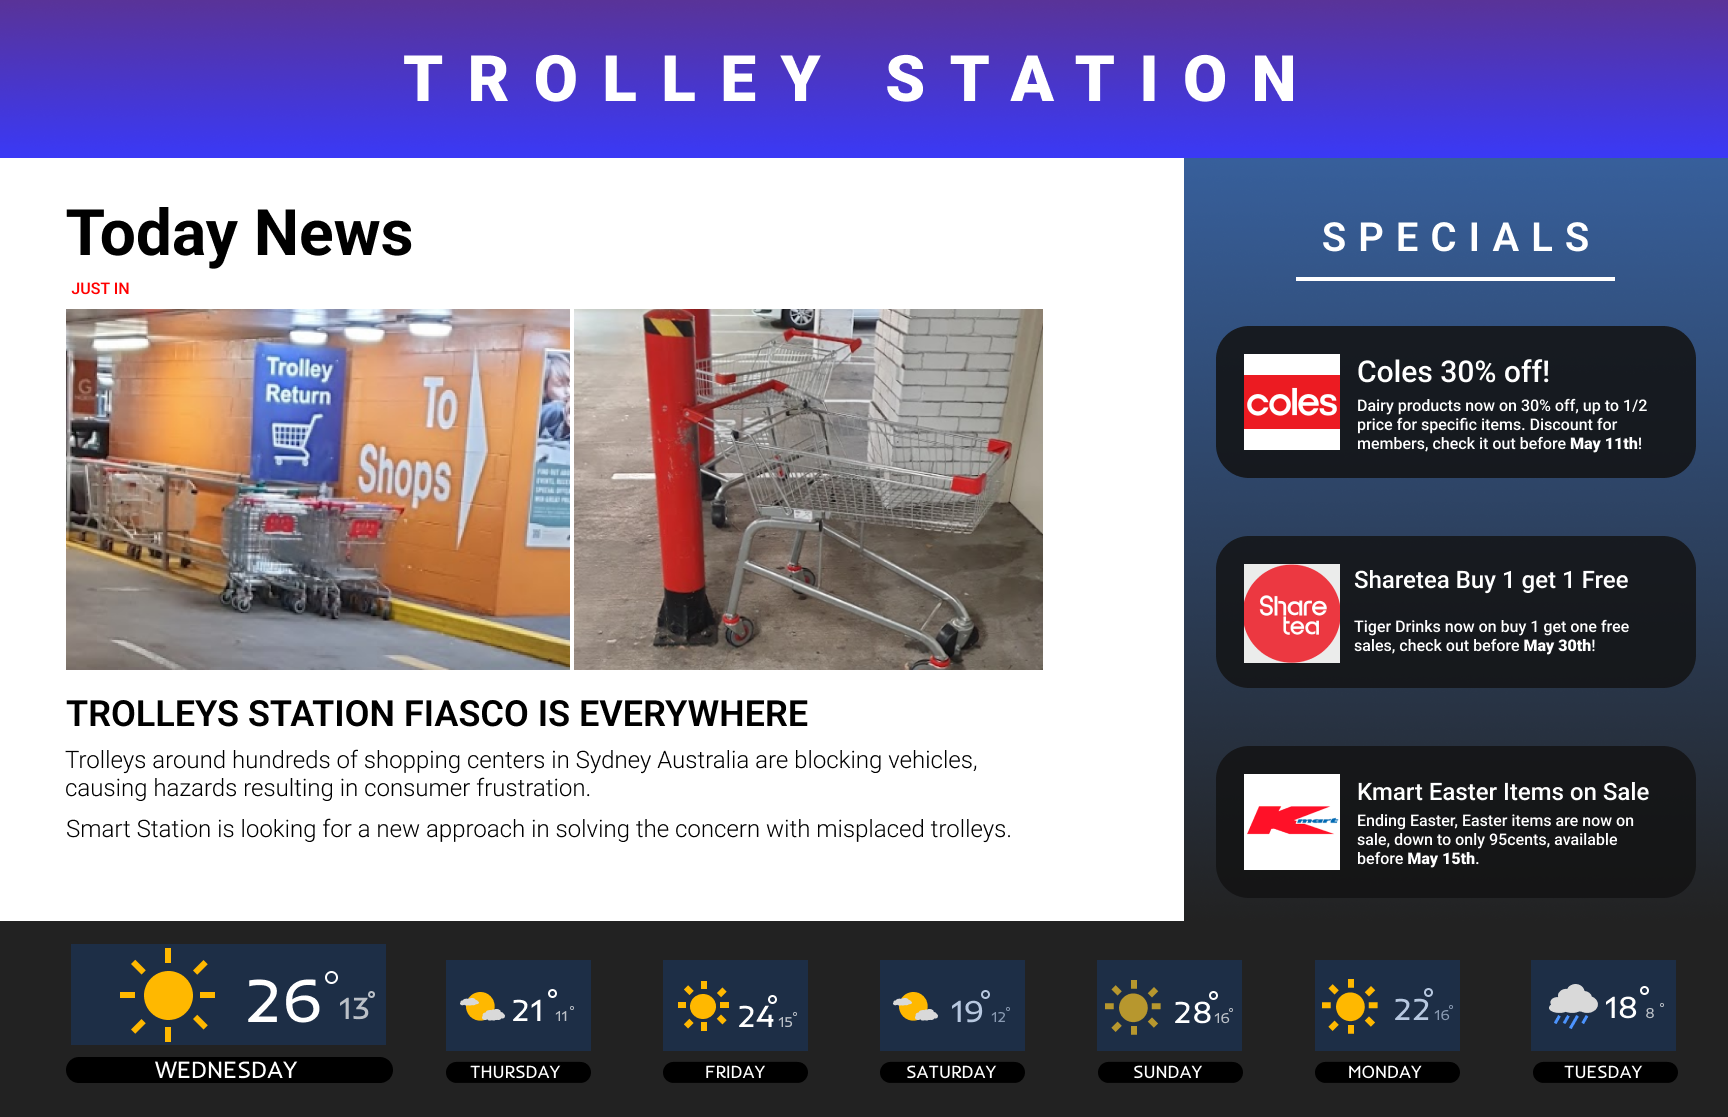 TROLLEY STATION
Today News
JUST IN
Trolley
Return
To
Shops
G
TROLLEYS STATION FIASCO IS EVERYWHERE
Trolleys around hundreds of shopping centers in Sydney Australia are blocking vehicles,
causing hazards resulting in consumer frustration.
Smart Station is looking for a new approach in solving the concern with misplaced trolleys.
SPECIALS
coles
Coles 30% off!
Dairy products now on 30% off, up to 1/2
price for specific items. Discount for
members, check it out before May 11th!
Share
tea
Sharetea Buy 1 get 1 Free
Tiger Drinks now on buy 1 get one free
sales, check out before May 30th!
Kmart
Kmart Easter Items on Sale
Ending Easter, Easter items are now on
sale, down to only 95cents, available
before May 15th.
26° 13°
WEDNESDAY
21° 11°
THURSDAY
24° 15°
FRIDAY
19° 12°
SATURDAY
28° 16°
SUNDAY
22° 16°
MONDAY
18° 8°
TUESDAY